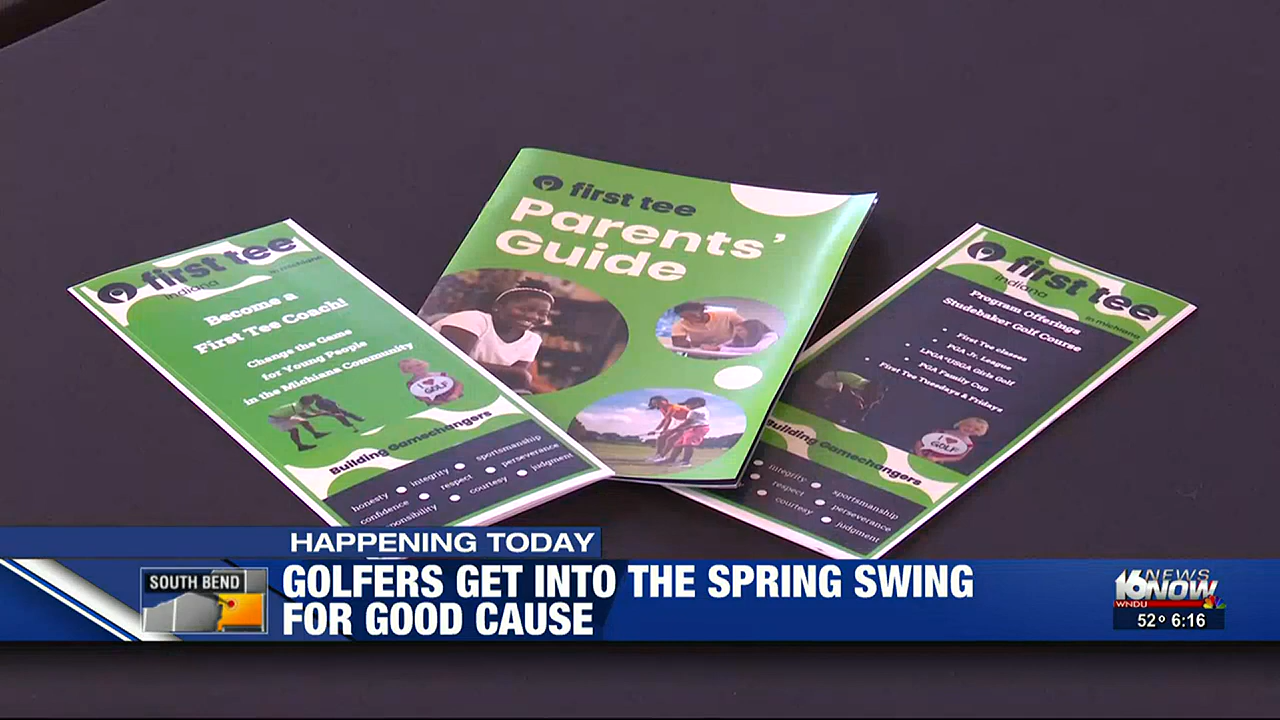 first tee
indiana
in michiana
Become a
First Tee Coach!
Change the Game
for Young People
in the Michiana Community
I ❤ GOLF
Building Gamechangers
honesty integrity sportsmanship
confidence respect perseverance
courtesy judgment
first tee
Parents'
Guide
first tee
indiana
in michiana
Program Offerings
Studebaker Golf Course
First Tee classes
PGA Jr. League
LPGA*USGA Girls Golf
PGA Family Cup
First Tee Tuesdays & Fridays
I ❤ GOLF
Building Gamechangers
integrity sportsmanship
respect perseverance
courtesy judgment
HAPPENING TODAY
SOUTH BEND
GOLFERS GET INTO THE SPRING SWING
FOR GOOD CAUSE
16 NEWS
NOW
WNDU
52° 6:16